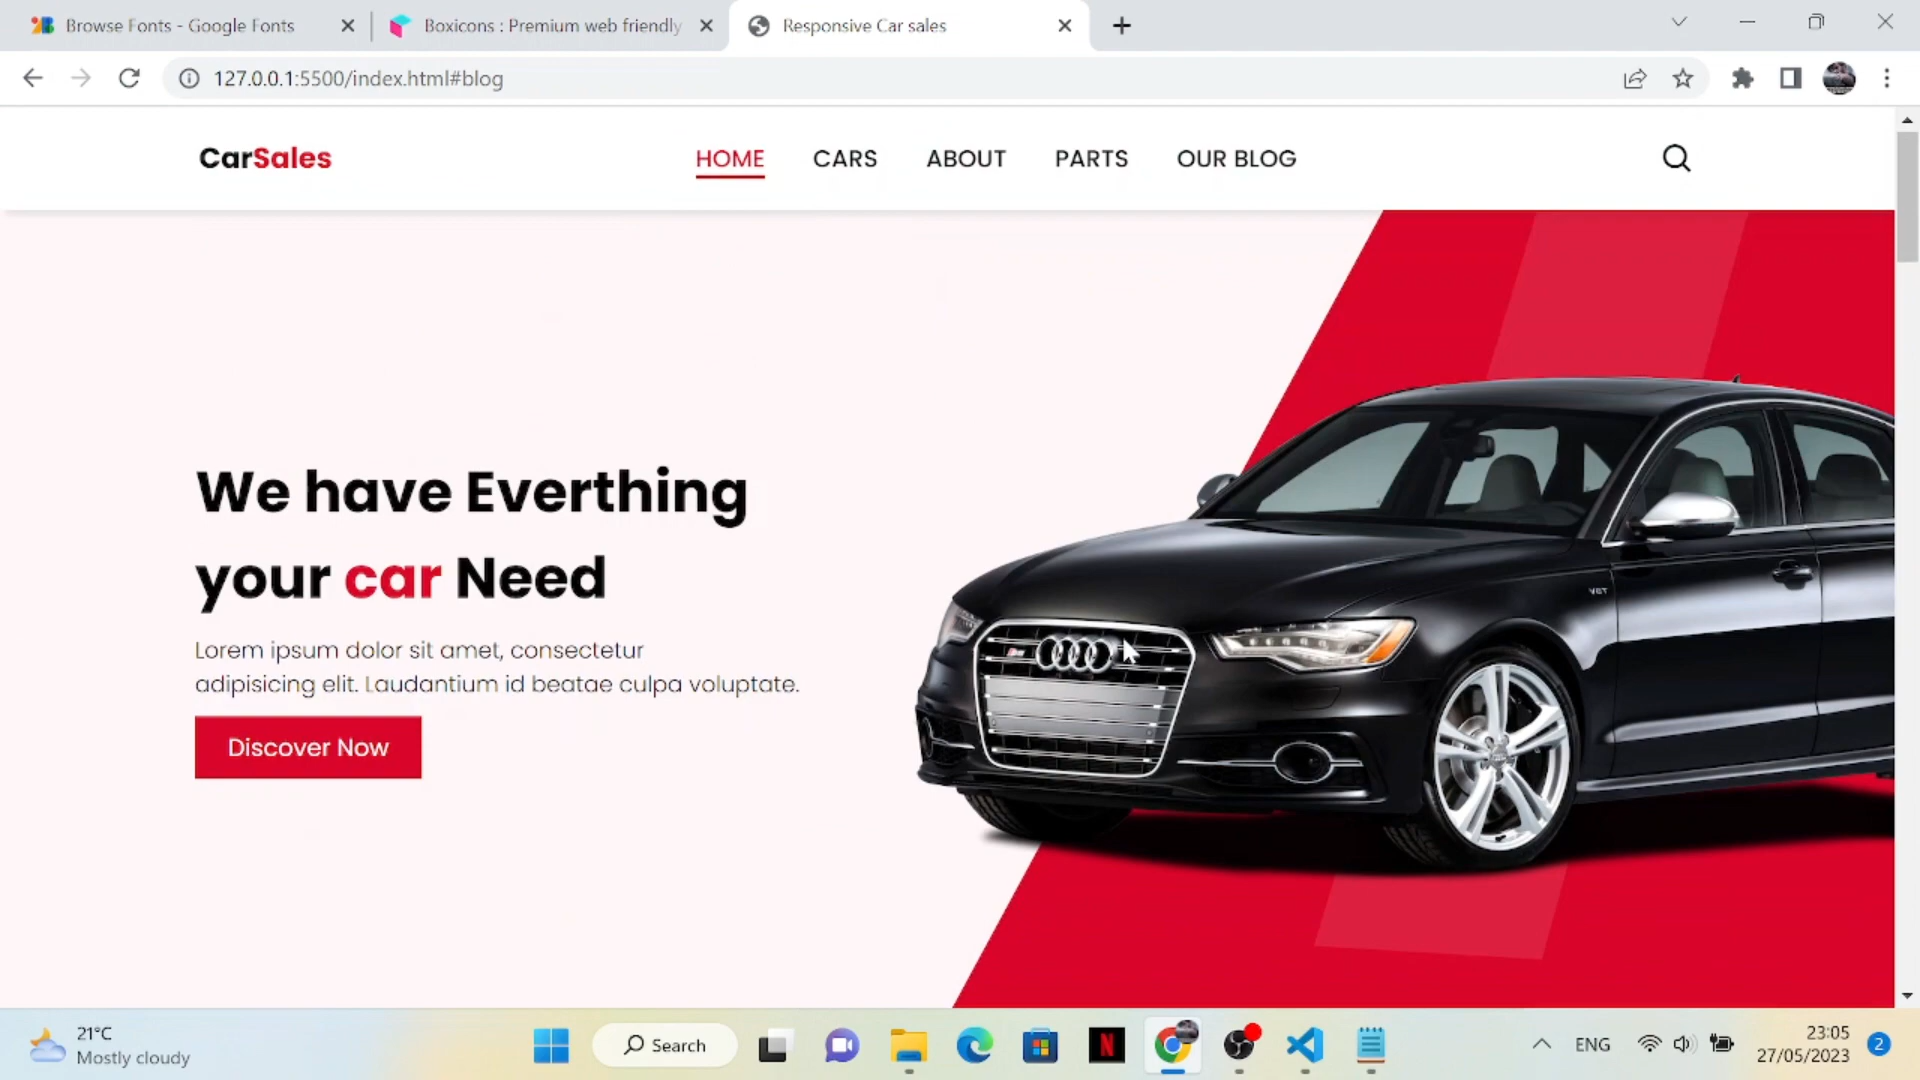 Browse Fonts - Google Fonts
Boxicons : Premium web friendly
Responsive Car sales
127.0.0.1:5500/index.html#blog
CarSales
HOME
CARS
ABOUT
PARTS
OUR BLOG
We have Everthing
your car Need
Lorem ipsum dolor sit amet, consectetur
adipisicing elit. Laudantium id beatae culpa voluptate.
Discover Now
21°C
Mostly cloudy
Search
N
ENG
23:05
27/05/2023
2